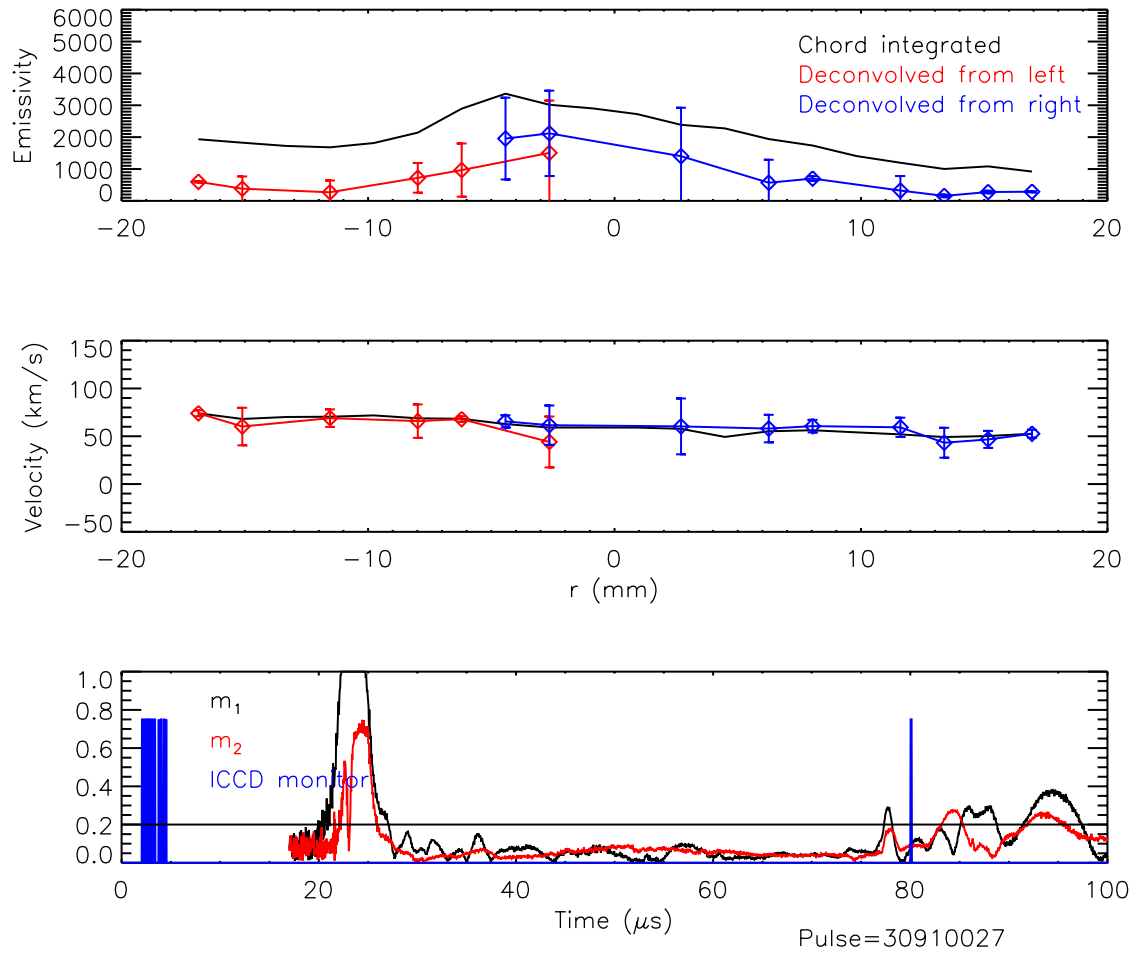 6000
5000
4000
3000
2000
1000
0
Emissivity
Chord integrated
Deconvolved from left
Deconvolved from right
−20 −10 0 10 20
150
100
50
0
−50
Velocity (km/s)
−20 −10 0 10 20
r (mm)
1.0
0.8
0.6
0.4
0.2
0.0
m₁
m₂
ICCD monitor
0 20 40 60 80 100
Time (μs)
Pulse=30910027